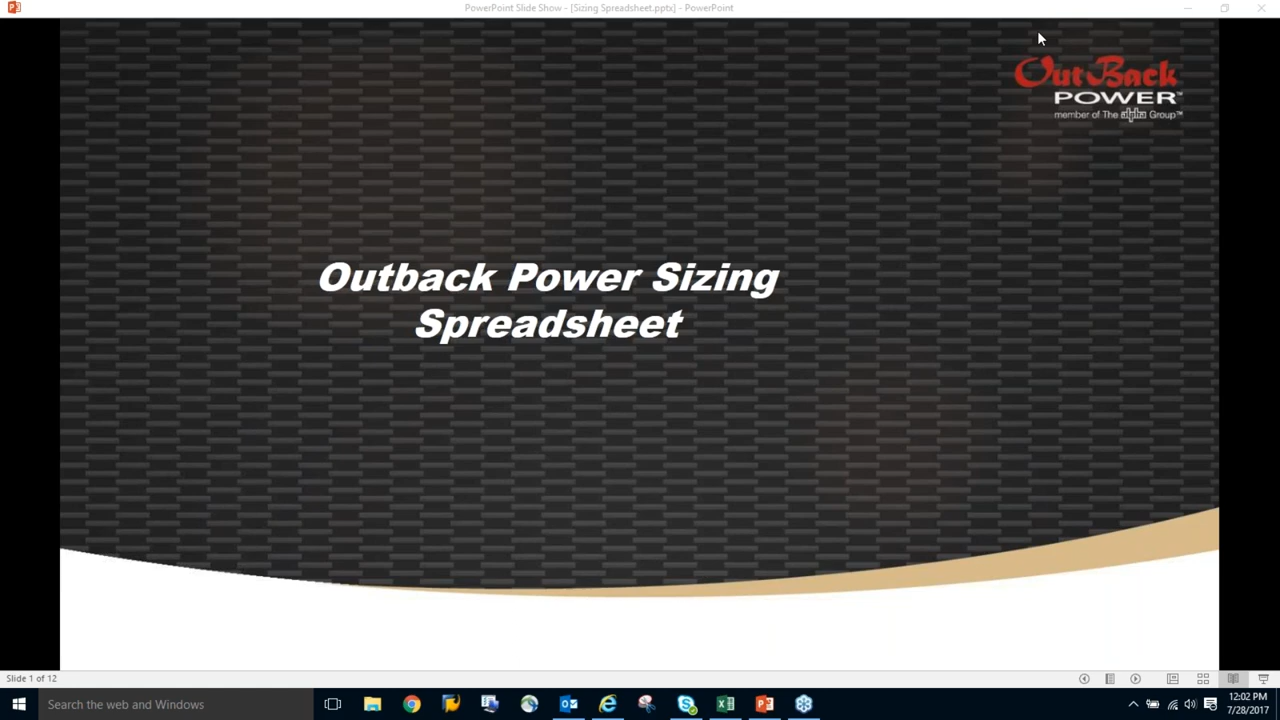 PowerPoint Slide Show - [Sizing Spreadsheet.pptx] - PowerPoint
OutBack
POWER™
member of The alpha Group™
Outback Power Sizing
Spreadsheet
Slide 1 of 12
Search the web and Windows
12:02 PM
7/28/2017